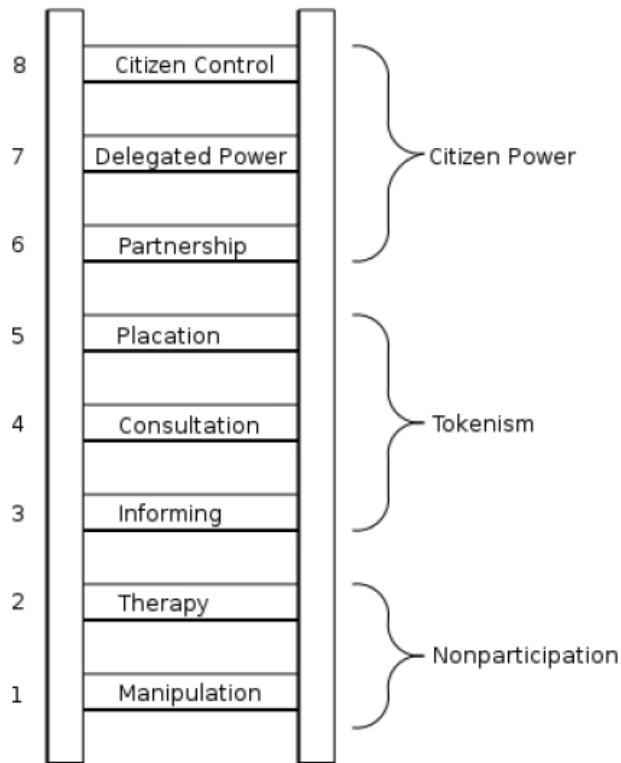 8 Citizen Control
7 Delegated Power
Citizen Power
6 Partnership
5 Placation
4 Consultation
Tokenism
3 Informing
2 Therapy
Nonparticipation
1 Manipulation